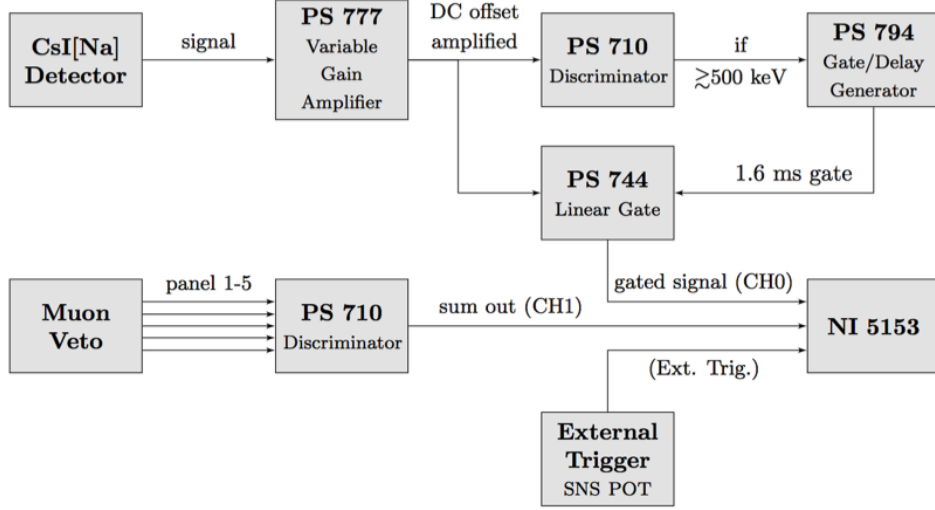 CsI[Na]
Detector
signal
PS 777
Variable
Gain
Amplifier
DC offset
amplified
PS 710
Discriminator
if
≳500 keV
PS 794
Gate/Delay
Generator
PS 744
Linear Gate
1.6 ms gate
gated signal (CH0)
Muon
Veto
panel 1-5
PS 710
Discriminator
sum out (CH1)
NI 5153
(Ext. Trig.)
External
Trigger
SNS POT